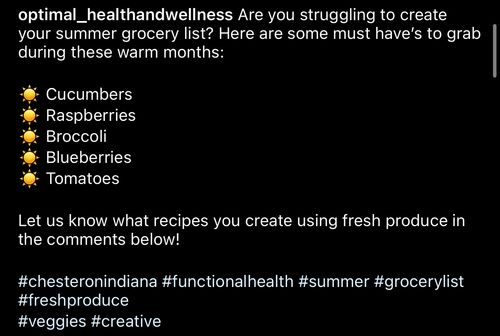 optimal_healthandwellness Are you struggling to create
your summer grocery list? Here are some must have's to grab
during these warm months:
☀️ Cucumbers
☀️ Raspberries
☀️ Broccoli
☀️ Blueberries
☀️ Tomatoes
Let us know what recipes you create using fresh produce in
the comments below!
#chesteronindiana #functionalhealth #summer #grocerylist
#freshproduce
#veggies #creative